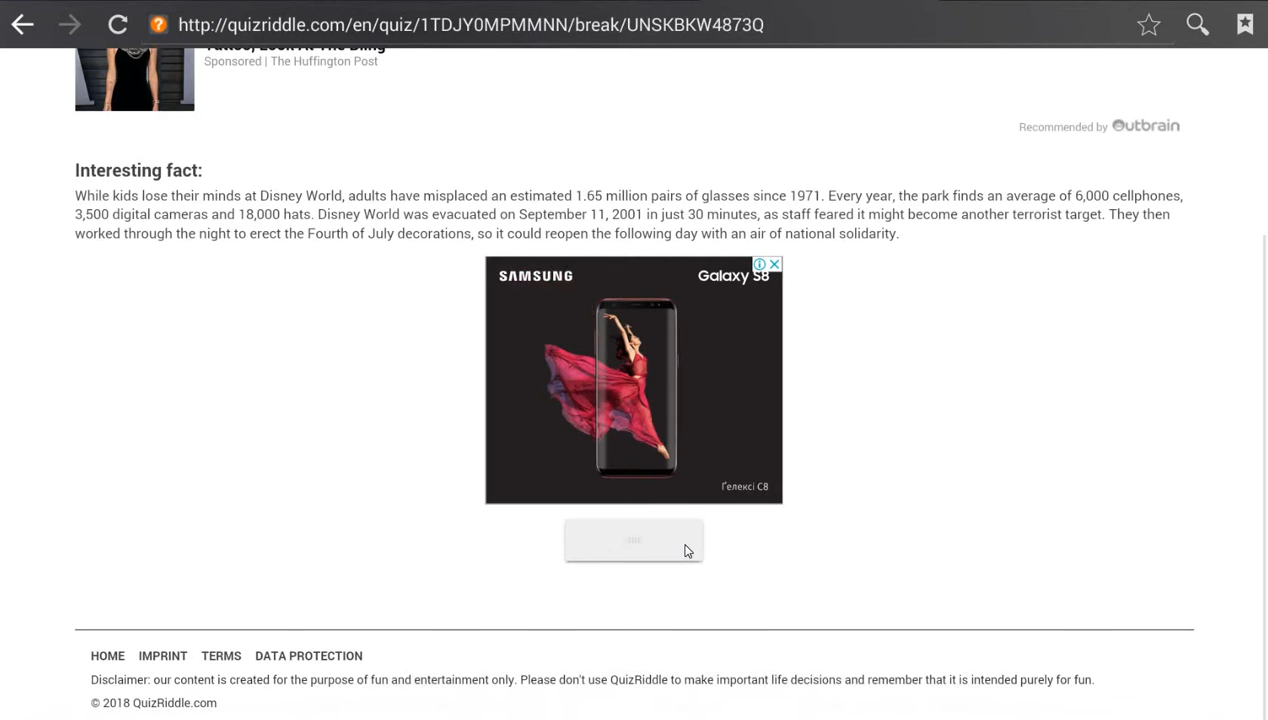 http://quizriddle.com/en/quiz/1TDJY0MPMMNN/break/UNSKBKW4873Q
Tattoo, Look At The Bling
Sponsored | The Huffington Post
Recommended by Outbrain
Interesting fact:
While kids lose their minds at Disney World, adults have misplaced an estimated 1.65 million pairs of glasses since 1971. Every year, the park finds an average of 6,000 cellphones,
3,500 digital cameras and 18,000 hats. Disney World was evacuated on September 11, 2001 in just 30 minutes, as staff feared it might become another terrorist target. They then
worked through the night to erect the Fourth of July decorations, so it could reopen the following day with an air of national solidarity.
SAMSUNG
Galaxy S8
Ґелексі С8
HOME IMPRINT TERMS DATA PROTECTION
Disclaimer: our content is created for the purpose of fun and entertainment only. Please don't use QuizRiddle to make important life decisions and remember that it is intended purely for fun.
© 2018 QuizRiddle.com